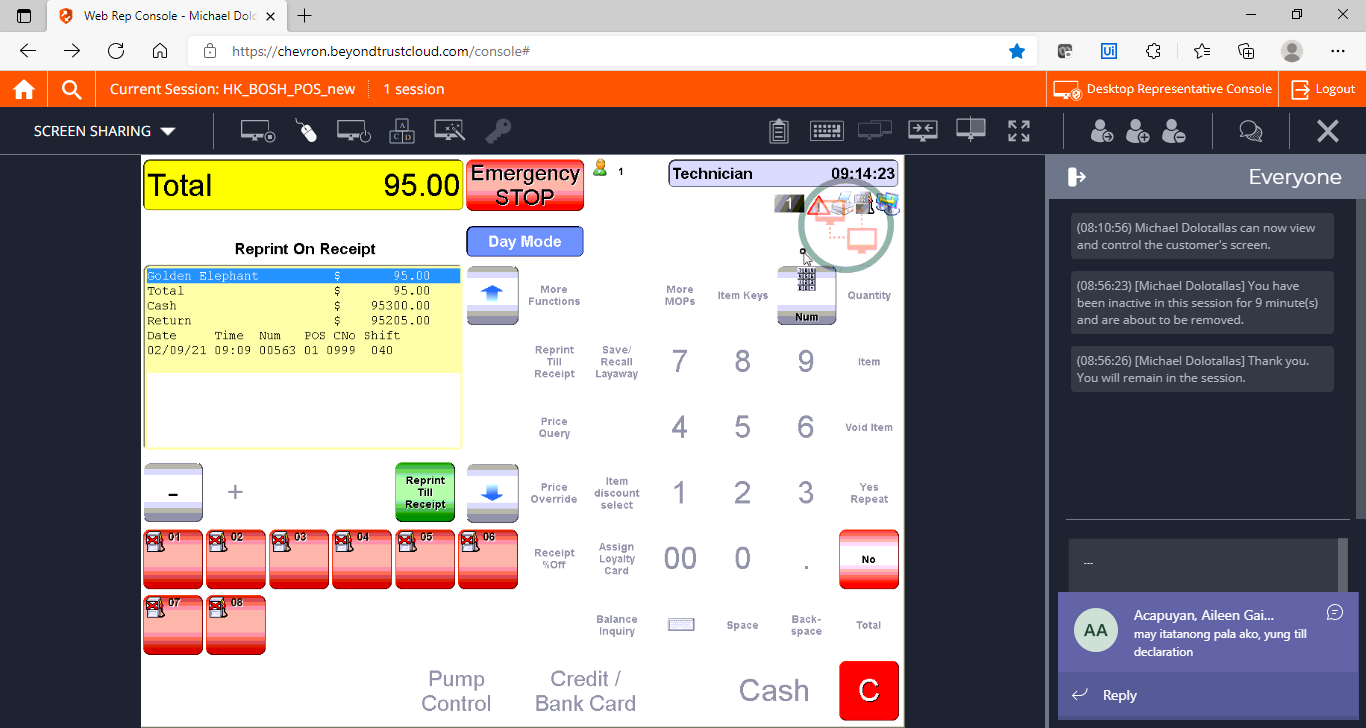 Web Rep Console - Michael Dolo
https://chevron.beyondtrustcloud.com/console#
Current Session: HK_BOSH_POS_new
1 session
Desktop Representative Console
Logout
SCREEN SHARING
Total 95.00
Emergency
STOP
1
Technician 09:14:23
1
Reprint On Receipt
Day Mode
Golden Elephant $ 95.00
Total $ 95.00
Cash $ 95300.00
Return $ 95205.00
Date Time Num POS CNo Shift
02/09/21 09:09 00563 01 0999 040
More
Functions
More
MOPs
Item Keys
Num
Quantity
Reprint
Till
Receipt
Save/
Recall
Layaway
7 8 9
Item
Price
Query
4 5 6
Void Item
- +
Reprint
Till
Receipt
Price
Override
Item
discount
select
1 2 3
Yes
Repeat
01 02 03 04 05 06
Receipt
%Off
Assign
Loyalty
Card
00 0 .
No
07 08
Balance
Inquiry
Space
Back-
space
Total
Pump
Control
Credit /
Bank Card
Cash
C
Everyone
(08:10:56) Michael Dolotallas can now view
and control the customer's screen.
(08:56:23) [Michael Dolotallas] You have
been inactive in this session for 9 minute(s)
and are about to be removed.
(08:56:26) [Michael Dolotallas] Thank you.
You will remain in the session.
...
AA
Acapuyan, Aileen Gai...
may itatanong pala ako, yung till
declaration
Reply